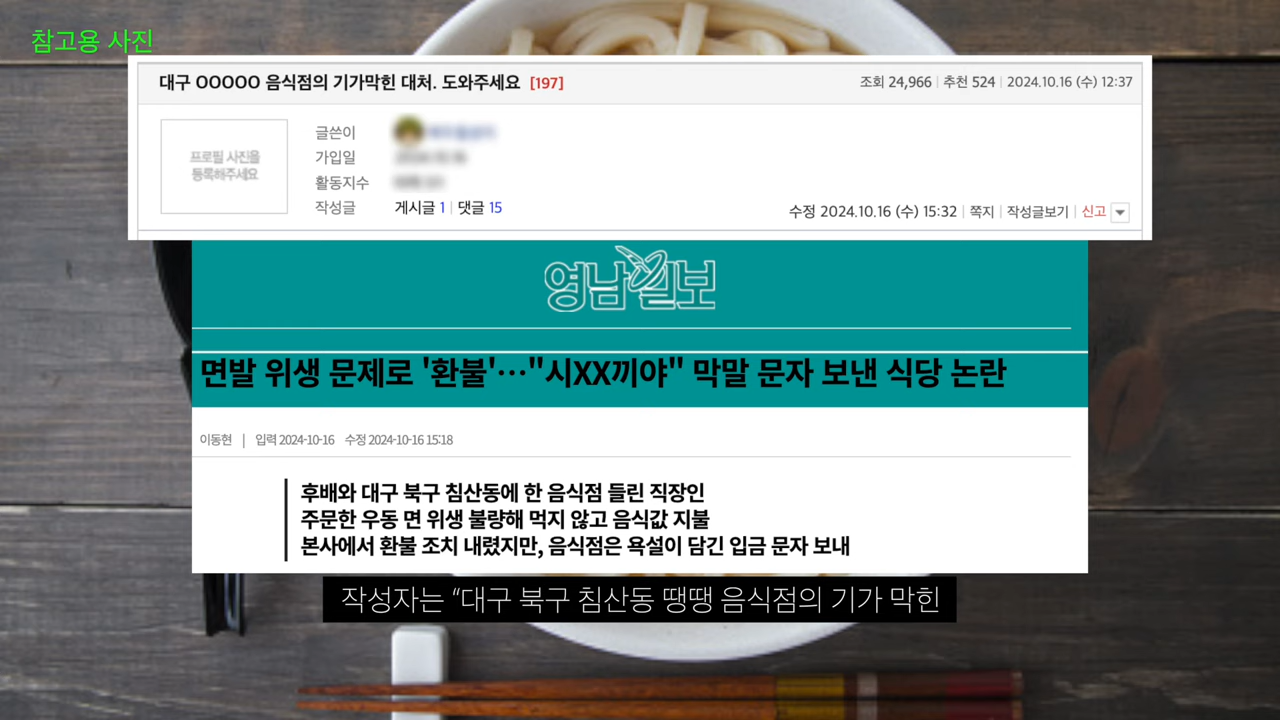 참고용 사진
대구 OOOOO 음식점의 기가막힌 대처. 도와주세요 [197]
조회 24,966 | 추천 524 | 2024.10.16 (수) 12:37
프로필 사진을
등록해주세요
글쓴이
가입일
활동지수
작성글 게시글 1 | 댓글 15
수정 2024.10.16 (수) 15:32 | 쪽지 | 작성글보기 | 신고
영남일보
면발 위생 문제로 '환불'…"시XX끼야" 막말 문자 보낸 식당 논란
이동현 | 입력 2024-10-16 수정 2024-10-16 15:18
후배와 대구 북구 침산동에 한 음식점 들린 직장인
주문한 우동 면 위생 불량해 먹지 않고 음식값 지불
본사에서 환불 조치 내렸지만, 음식점은 욕설이 담긴 입금 문자 보내
작성자는 “대구 북구 침산동 땡땡 음식점의 기가 막힌